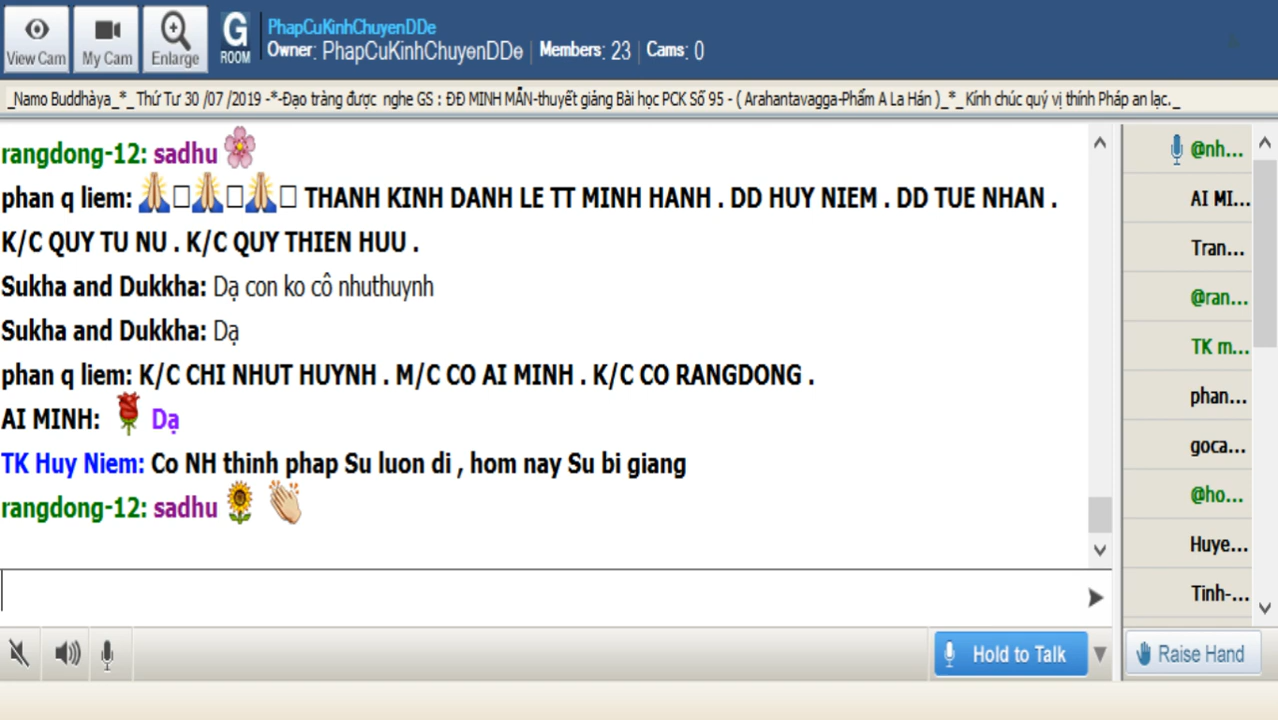 View Cam
My Cam
Enlarge
G
ROOM
PhapCuKinhChuyenDDe
Owner: PhapCuKinhChuyenDDe | Members: 23 | Cams: 0
_Namo Buddhàya_*_ Thứ Tư 30 /07 /2019 -*-Đạo tràng được nghe GS : ĐĐ MINH MẪN-thuyết giảng Bài học PCK Số 95 - ( Arahantavagga-Phẩm A La Hán )_*_ Kính chúc quý vị thính Pháp an lạc._
rangdong-12: sadhu 🌸
phan q liem: 🙏□🙏□🙏□ THANH KINH DANH LE TT MINH HANH . DD HUY NIEM . DD TUE NHAN .
K/C QUY TU NU . K/C QUY THIEN HUU .
Sukha and Dukkha: Dạ con ko cô nhuthuynh
Sukha and Dukkha: Dạ
phan q liem: K/C CHI NHUT HUYNH . M/C CO AI MINH . K/C CO RANGDONG .
AI MINH: 🌹 Dạ
TK Huy Niem: Co NH thinh phap Su luon di , hom nay Su bi giang
rangdong-12: sadhu 🌻 👏
@nh...
AI MI...
Tran...
@ran...
TK m...
phan...
goca...
@ho...
Huye...
Tinh-...
Hold to Talk
Raise Hand